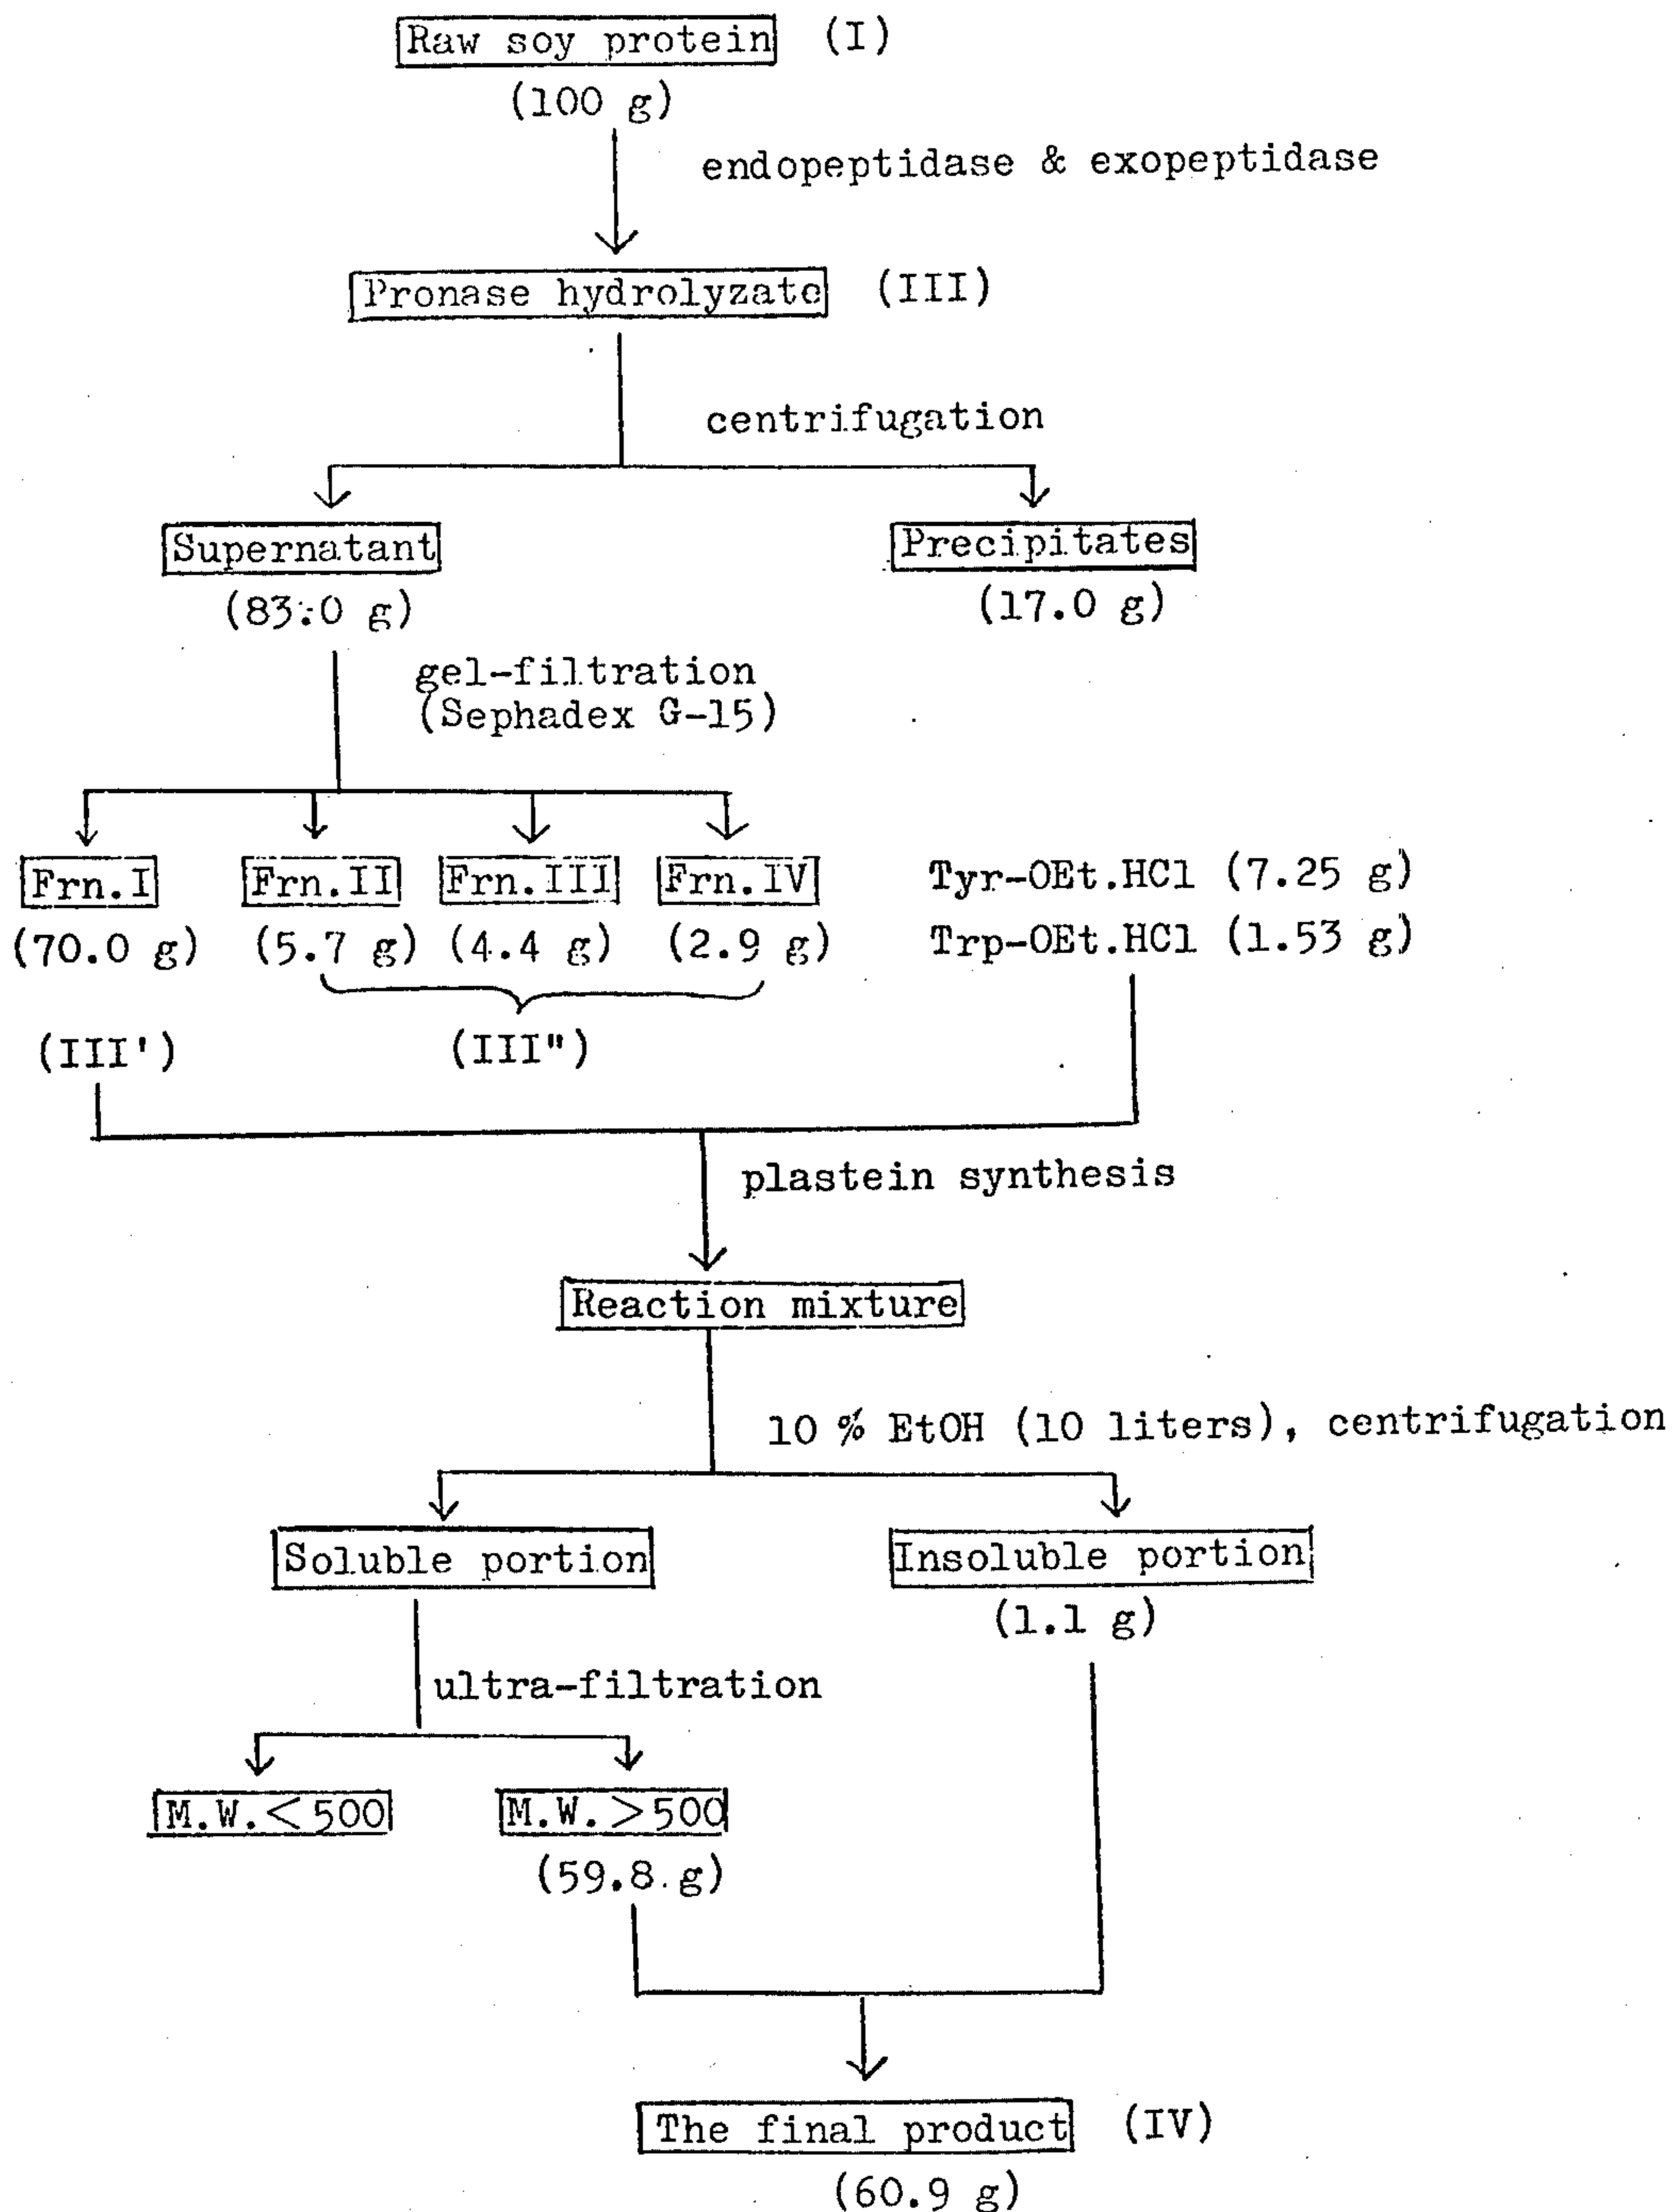 Raw soy protein (I)
(100 g)
endopeptidase & exopeptidase
Pronase hydrolyzate (III)
centrifugation
Supernatant Precipitates
(83.0 g) (17.0 g)
gel-filtration
(Sephadex G-15)
Frn.I Frn.II Frn.III Frn.IV Tyr-OEt.HCl (7.25 g)
(70.0 g) (5.7 g) (4.4 g) (2.9 g) Trp-OEt.HCl (1.53 g)
(III') (III")
plastein synthesis
Reaction mixture
10 % EtOH (10 liters), centrifugation
Soluble portion Insoluble portion
(1.1 g)
ultra-filtration
M.W.<500 M.W.>500
(59.8 g)
The final product (IV)
(60.9 g)